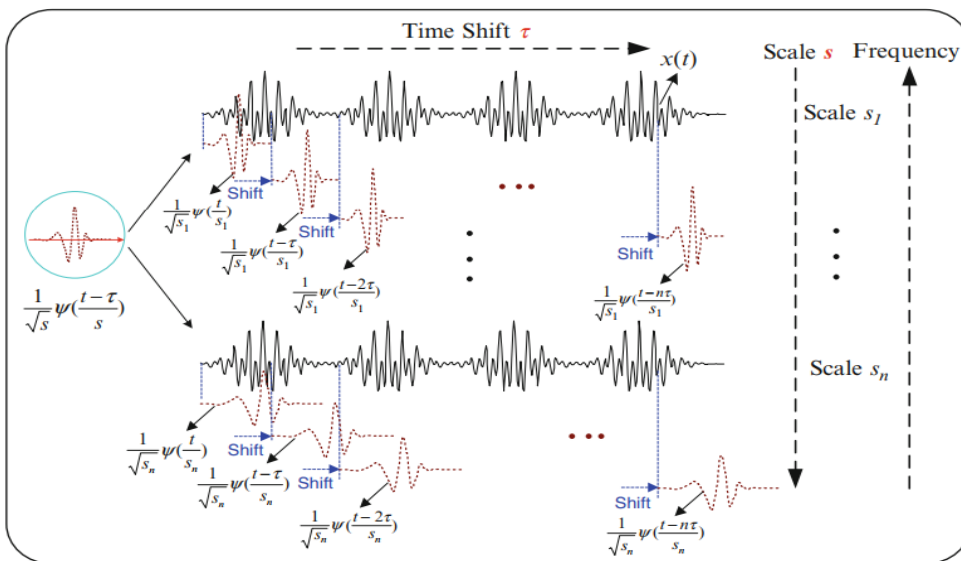 Time Shift τ
x(t)
Scale s Frequency
Scale s₁
Shift
1/√s₁ ψ(t/s₁)
Shift
1/√s₁ ψ((t−τ)/s₁)
Shift
1/√s₁ ψ((t−2τ)/s₁)
1/√s₁ ψ((t−nτ)/s₁)
1/√s ψ((t−τ)/s)
Scale sₙ
Shift
1/√sₙ ψ(t/sₙ)
Shift
1/√sₙ ψ((t−τ)/sₙ)
Shift
1/√sₙ ψ((t−2τ)/sₙ)
1/√sₙ ψ((t−nτ)/sₙ)